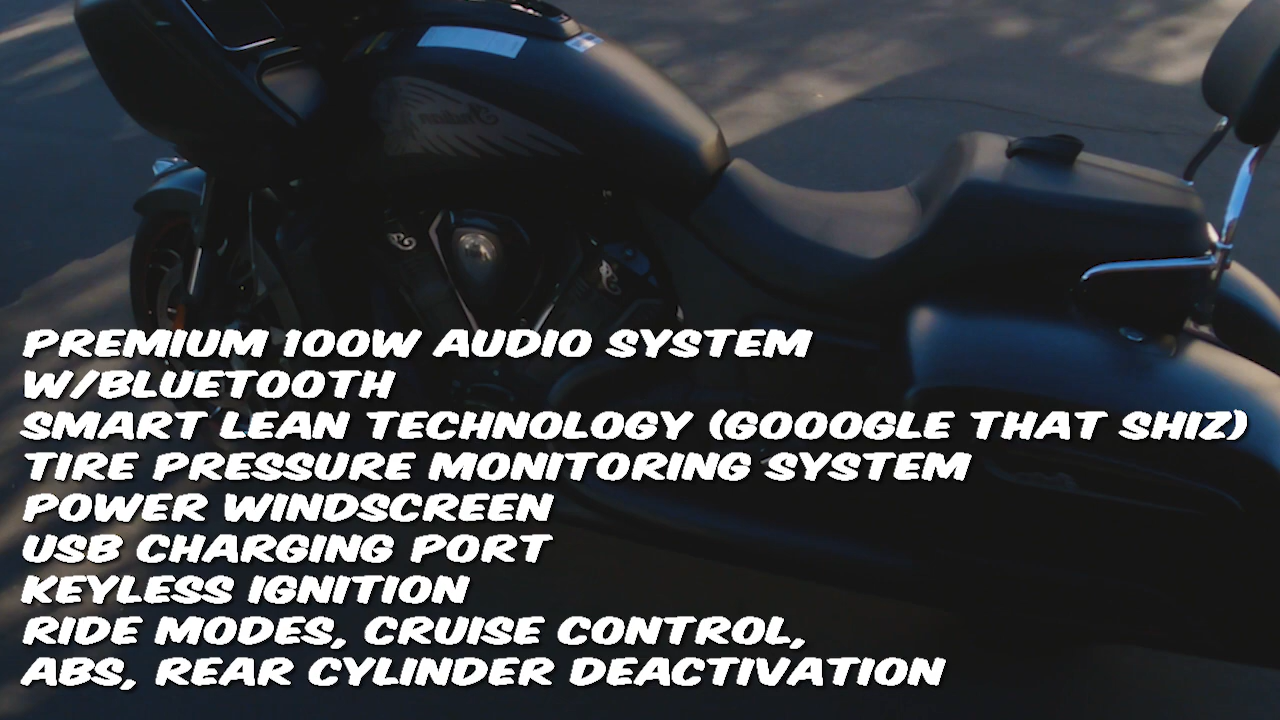 Indian
PREMIUM 100W AUDIO SYSTEM
W/BLUETOOTH
SMART LEAN TECHNOLOGY (GOOOGLE THAT SHIZ)
TIRE PRESSURE MONITORING SYSTEM
POWER WINDSCREEN
USB CHARGING PORT
KEYLESS IGNITION
RIDE MODES, CRUISE CONTROL,
ABS, REAR CYLINDER DEACTIVATION